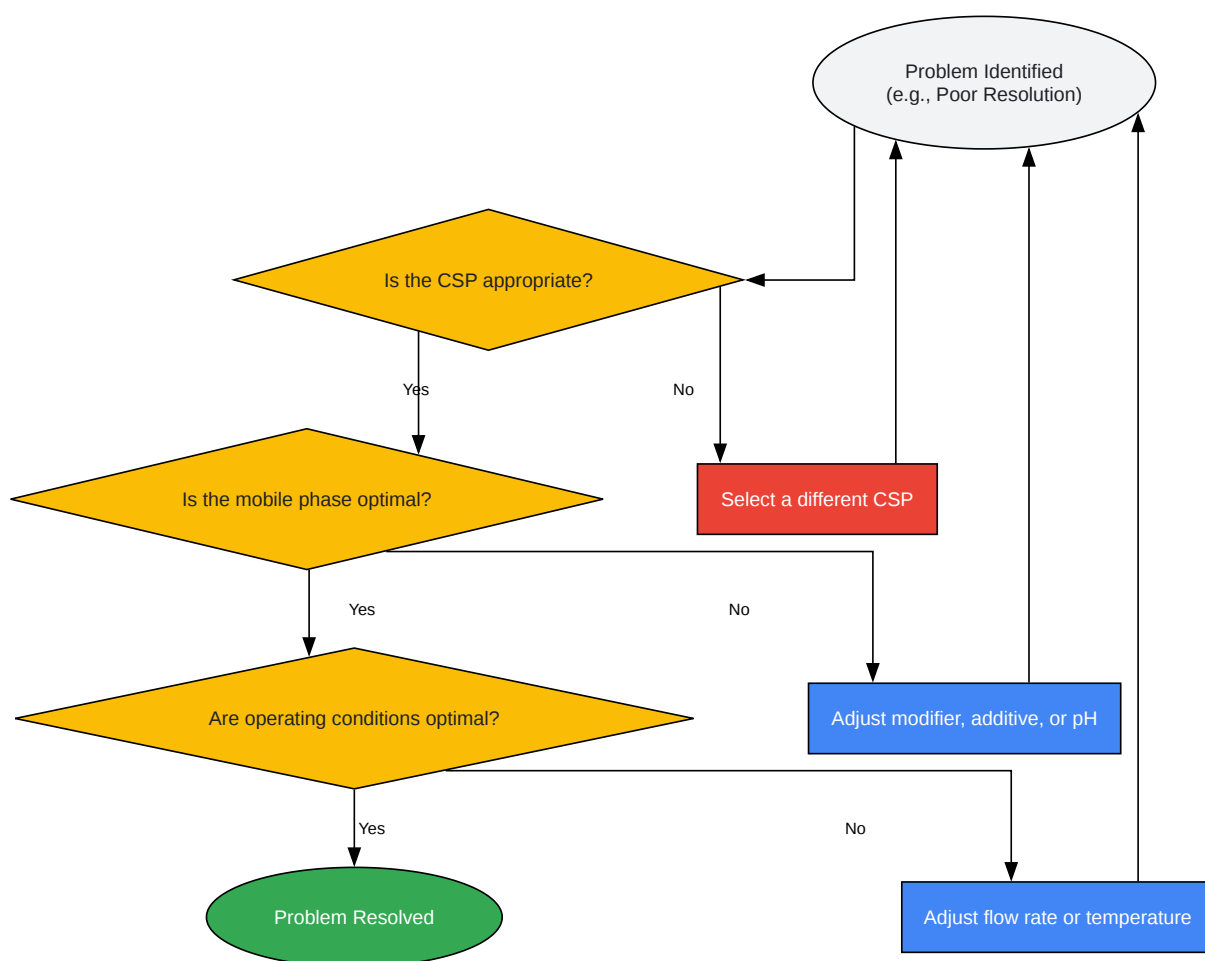 Problem Identified
(e.g., Poor Resolution)
Is the CSP appropriate?
Yes
No
Is the mobile phase optimal?
Select a different CSP
Yes
No
Are operating conditions optimal?
Adjust modifier, additive, or pH
Yes
No
Problem Resolved
Adjust flow rate or temperature